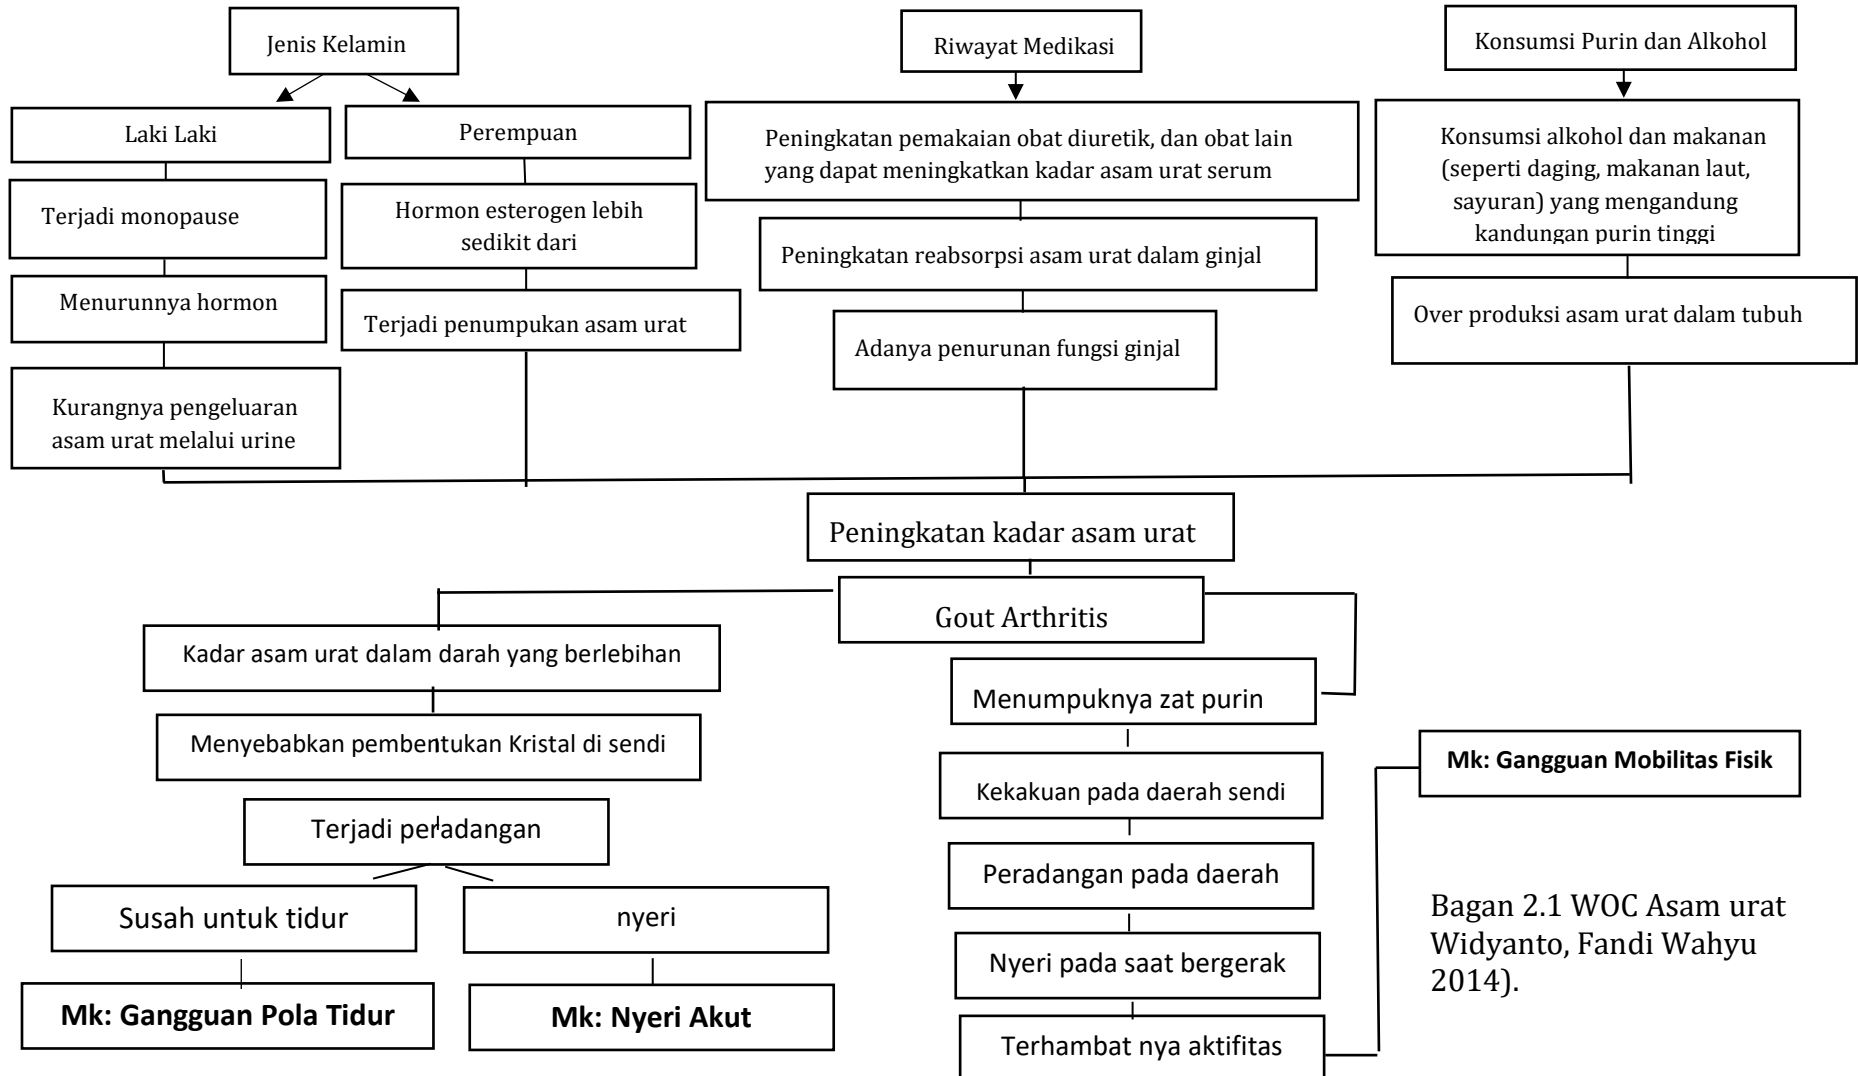 Jenis Kelamin
Riwayat Medikasi
Konsumsi Purin dan Alkohol
Laki Laki
Perempuan
Peningkatan pemakaian obat diuretik, dan obat lain
yang dapat meningkatkan kadar asam urat serum
Konsumsi alkohol dan makanan
(seperti daging, makanan laut,
sayuran) yang mengandung
kandungan purin tinggi
Terjadi monopause
Hormon esterogen lebih
sedikit dari
Peningkatan reabsorpsi asam urat dalam ginjal
Menurunnya hormon
Terjadi penumpukan asam urat
Adanya penurunan fungsi ginjal
Over produksi asam urat dalam tubuh
Kurangnya pengeluaran
asam urat melalui urine
Peningkatan kadar asam urat
Gout Arthritis
Kadar asam urat dalam darah yang berlebihan
Menyebabkan pembentukan Kristal di sendi
Terjadi peradangan
Susah untuk tidur
nyeri
Mk: Gangguan Pola Tidur
Mk: Nyeri Akut
Menumpuknya zat purin
Kekakuan pada daerah sendi
Peradangan pada daerah
Nyeri pada saat bergerak
Terhambat nya aktifitas
Mk: Gangguan Mobilitas Fisik
Bagan 2.1 WOC Asam urat
Widyanto, Fandi Wahyu
2014).